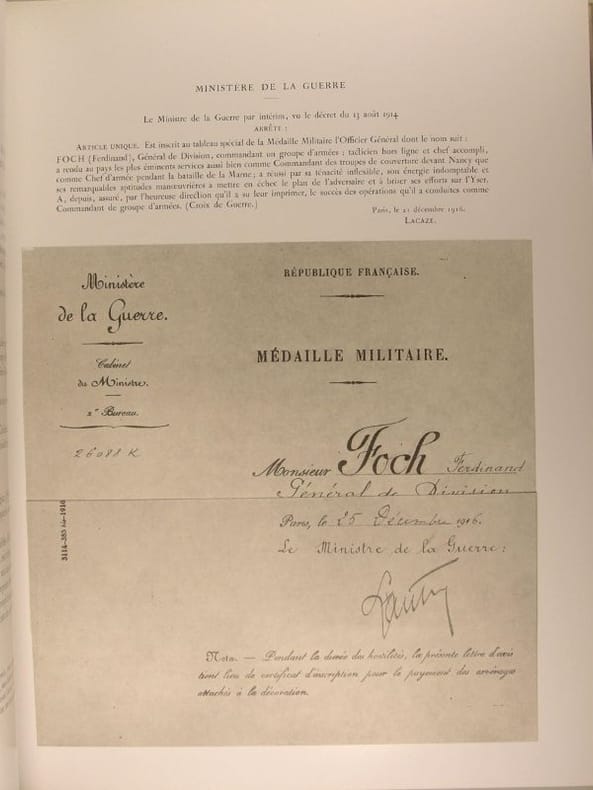 MINISTÈRE DE LA GUERRE
Le Ministre de la Guerre par intérim, vu le décret du 13 août 1914
ARRÊTE :
ARTICLE UNIQUE. Est inscrit au tableau spécial de la Médaille Militaire l'Officier Général dont le nom suit :
FOCH (Ferdinand), Général de Division, commandant un groupe d'armées : tacticien hors ligne et chef accompli,
a rendu au pays les plus éminents services aussi bien comme Commandant des troupes de couverture devant Nancy que
comme Chef d'armée pendant la bataille de la Marne ; a réussi par sa ténacité inflexible, son énergie indomptable et
ses remarquables aptitudes manœuvrières a mettre en échec le plan de l'adversaire et à briser ses efforts sur l'Yser.
A, depuis, assuré, par l'heureuse direction qu'il a su leur imprimer, le succès des opérations qu'il a conduites comme
Commandant de groupe d'armées. (Croix de Guerre.)
Paris, le 21 décembre 1916.
LACAZE.
Ministère
de la Guerre.
Cabinet
du Ministre.
2e Bureau.
26088 K
3114-385 bis-1916
RÉPUBLIQUE FRANÇAISE.
MÉDAILLE MILITAIRE.
Monsieur Foch Ferdinand
Général de Division
Paris, le 25 Décembre 1916.
Le Ministre de la Guerre :
Nota. — Pendant la durée des hostilités, la présente lettre d'avis
tient lieu de certificat d'inscription pour le payement des arrérages
attachés à la décoration.